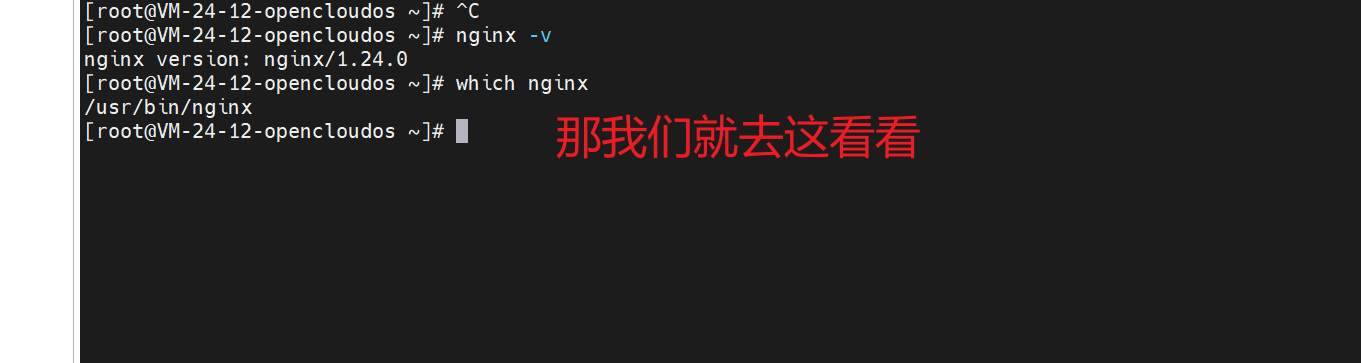 [root@VM-24-12-opencloudos ~]# ^C
[root@VM-24-12-opencloudos ~]# nginx -v
nginx version: nginx/1.24.0
[root@VM-24-12-opencloudos ~]# which nginx
/usr/bin/nginx
[root@VM-24-12-opencloudos ~]#
那我们就去这看看